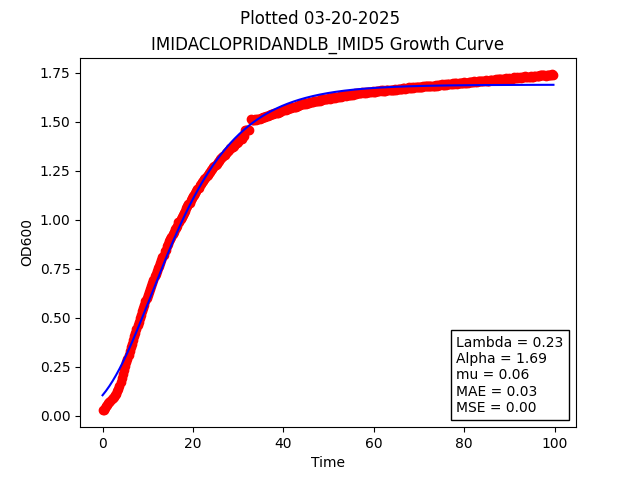 Plotted 03-20-2025
IMIDACLOPRIDANDLB_IMID5 Growth Curve
1.75
1.50
1.25
1.00
0.75
0.50
0.25
0.00
OD600
Lambda = 0.23
Alpha = 1.69
mu = 0.06
MAE = 0.03
MSE = 0.00
0 20 40 60 80 100
Time